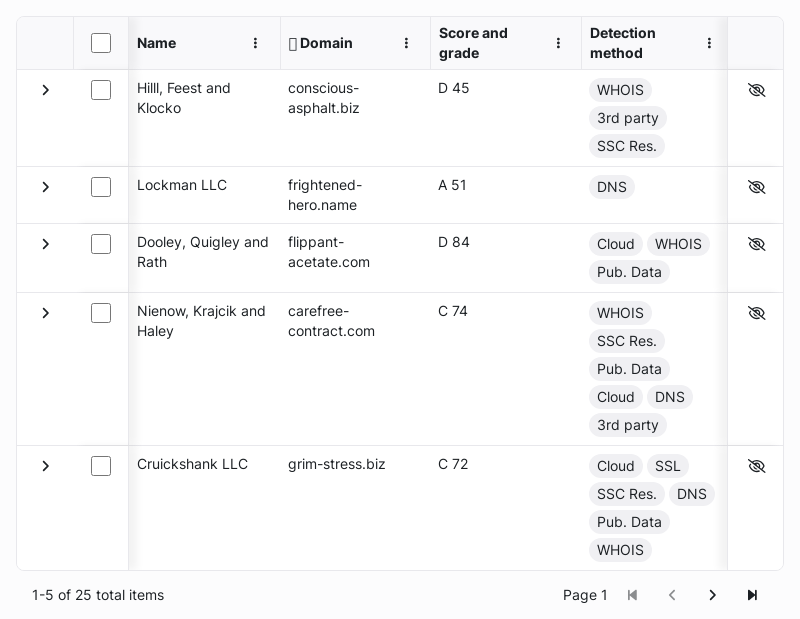 Name
Domain
Score and
grade
Detection
method
Hilll, Feest and
Klocko
conscious-
asphalt.biz
D 45
WHOIS
3rd party
SSC Res.
Lockman LLC
frightened-
hero.name
A 51
DNS
Dooley, Quigley and
Rath
flippant-
acetate.com
D 84
Cloud WHOIS
Pub. Data
Nienow, Krajcik and
Haley
carefree-
contract.com
C 74
WHOIS
SSC Res.
Pub. Data
Cloud DNS
3rd party
Cruickshank LLC
grim-stress.biz
C 72
Cloud SSL
SSC Res. DNS
Pub. Data
WHOIS
1-5 of 25 total items
Page 1